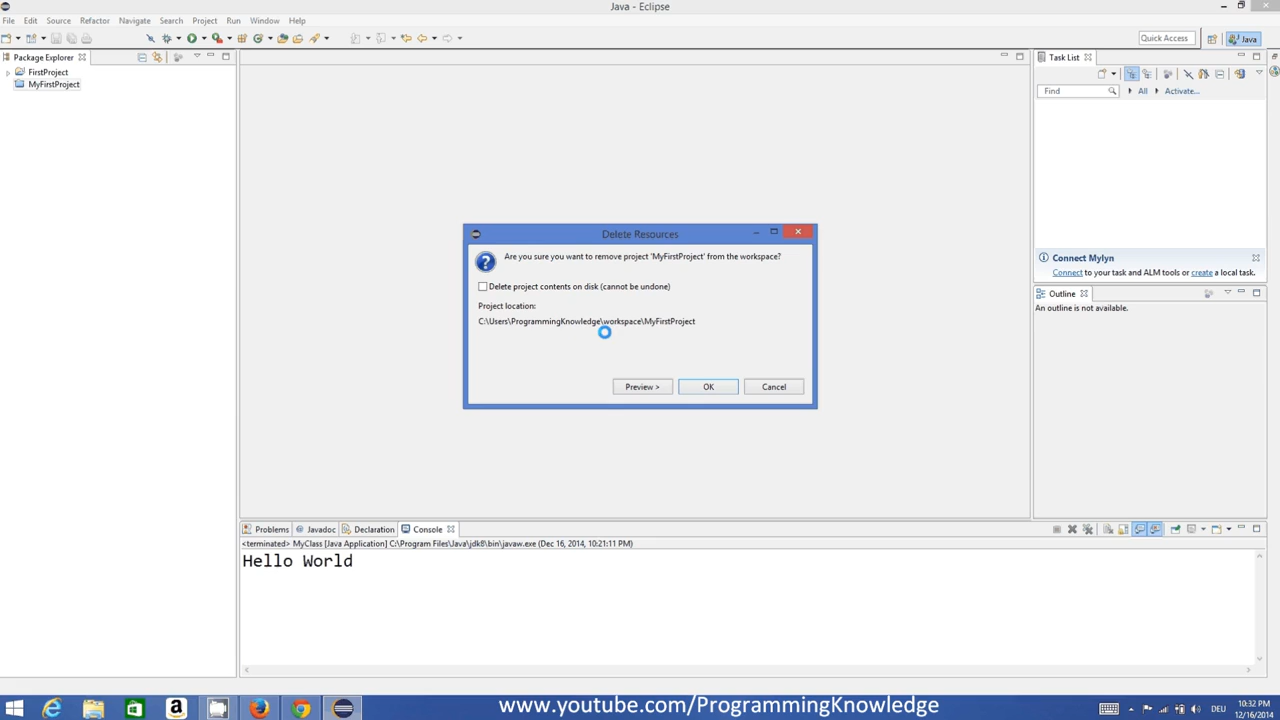 Java - Eclipse
File Edit Source Refactor Navigate Search Project Run Window Help
Quick Access
Java
Package Explorer
FirstProject
MyFirstProject
Task List
Find
All
Activate...
Delete Resources
Are you sure you want to remove project 'MyFirstProject' from the workspace?
Delete project contents on disk (cannot be undone)
Project location:
C:\Users\ProgrammingKnowledge\workspace\MyFirstProject
Preview > OK Cancel
Connect Mylyn
Connect to your task and ALM tools or create a local task.
Outline
An outline is not available.
Problems Javadoc Declaration Console
<terminated> MyClass [Java Application] C:\Program Files\Java\jdk8\bin\javaw.exe (Dec 16, 2014, 10:21:11 PM)
Hello World
www.youtube.com/ProgrammingKnowledge
DEU
10:32 PM
12/16/2014